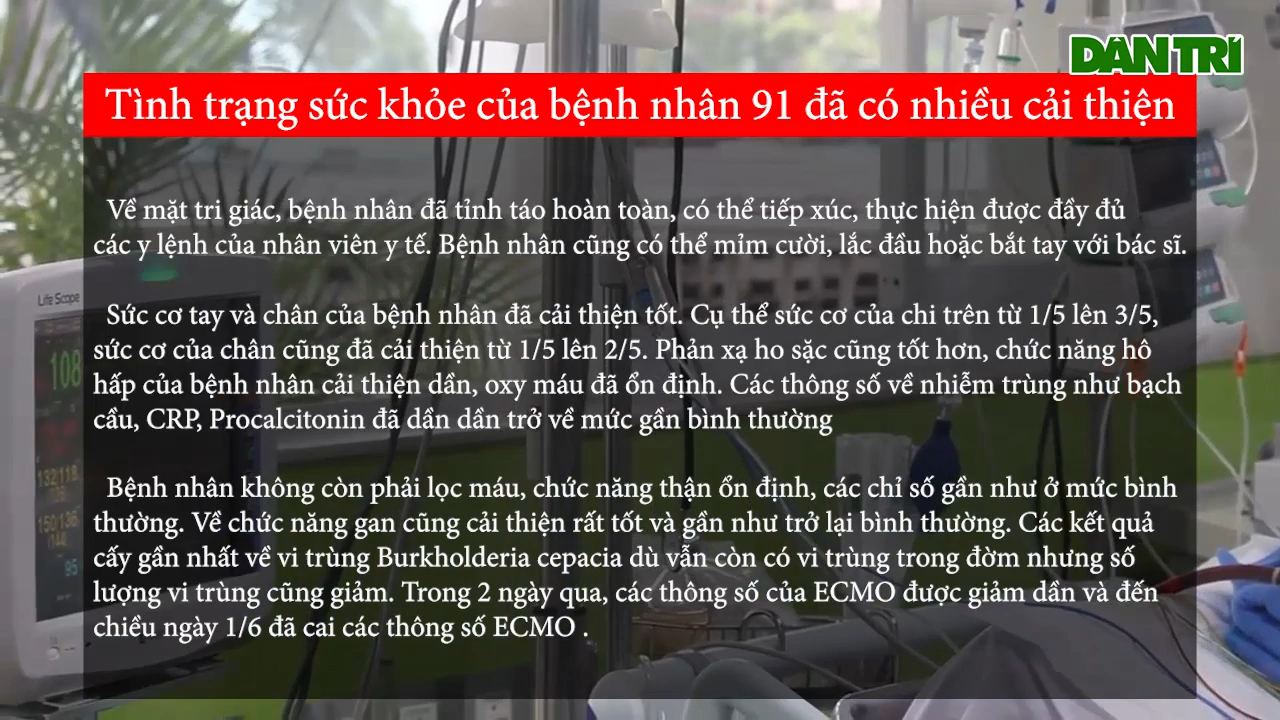 DÂNTRÍ
Tình trạng sức khỏe của bệnh nhân 91 đã có nhiều cải thiện
Về mặt tri giác, bệnh nhân đã tỉnh táo hoàn toàn, có thể tiếp xúc, thực hiện được đầy đủ
các y lệnh của nhân viên y tế. Bệnh nhân cũng có thể mỉm cười, lắc đầu hoặc bắt tay với bác sĩ.
Sức cơ tay và chân của bệnh nhân đã cải thiện tốt. Cụ thể sức cơ của chi trên từ 1/5 lên 3/5,
sức cơ của chân cũng đã cải thiện từ 1/5 lên 2/5. Phản xạ ho sặc cũng tốt hơn, chức năng hô
hấp của bệnh nhân cải thiện dần, oxy máu đã ổn định. Các thông số về nhiễm trùng như bạch
cầu, CRP, Procalcitonin đã dần dần trở về mức gần bình thường
Bệnh nhân không còn phải lọc máu, chức năng thận ổn định, các chỉ số gần như ở mức bình
thường. Về chức năng gan cũng cải thiện rất tốt và gần như trở lại bình thường. Các kết quả
cấy gần nhất về vi trùng Burkholderia cepacia dù vẫn còn có vi trùng trong đờm nhưng số
lượng vi trùng cũng giảm. Trong 2 ngày qua, các thông số của ECMO được giảm dần và đến
chiều ngày 1/6 đã cai các thông số ECMO .
Life Scope
108
132/118
150/136
95